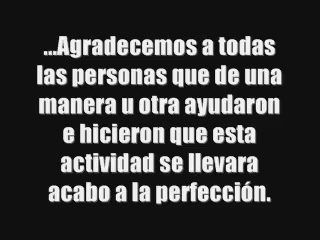 ...Agradecemos a todas
las personas que de una
manera u otra ayudaron
e hicieron que esta
actividad se llevara
acabo a la perfección.